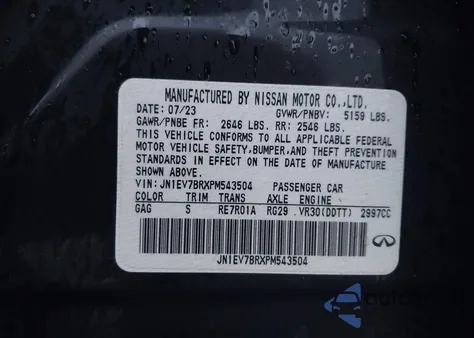 MANUFACTURED BY NISSAN MOTOR CO.,LTD.
DATE: 07/23 GVWR/PNBV: 5159 LBS.
GAWR/PNBE FR: 2646 LBS. RR: 2546 LBS.
THIS VEHICLE CONFORMS TO ALL APPLICABLE FEDERAL
MOTOR VEHICLE SAFETY,BUMPER,AND THEFT PREVENTION
STANDARDS IN EFFECT ON THE DATE OF MANUFACTURE
SHOWN ABOVE.
VIN: JN1EV7BRXPM543504 PASSENGER CAR
COLOR TRIM TRANS AXLE ENGINE
GAG S RE7R01A RG29 VR30(DDTT) 2997CC
JN1EV7BRXPM543504